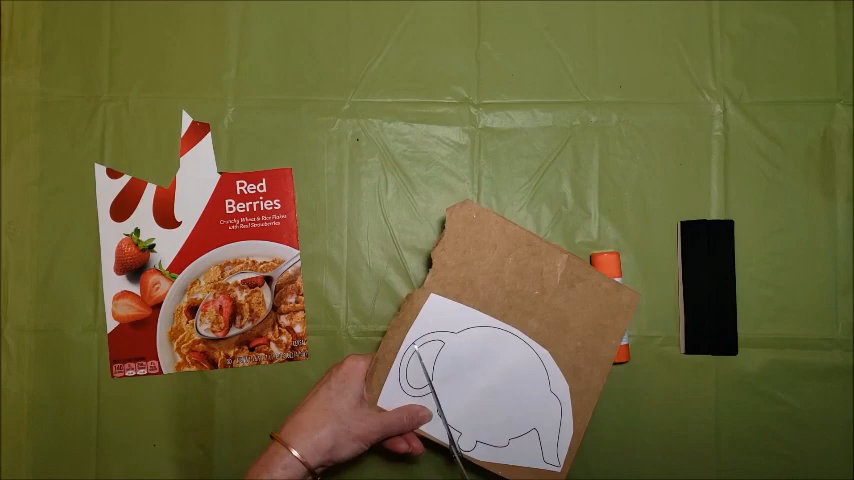 Red
Berries
Crunchy Wheat & Rice Flakes
with Real Strawberries